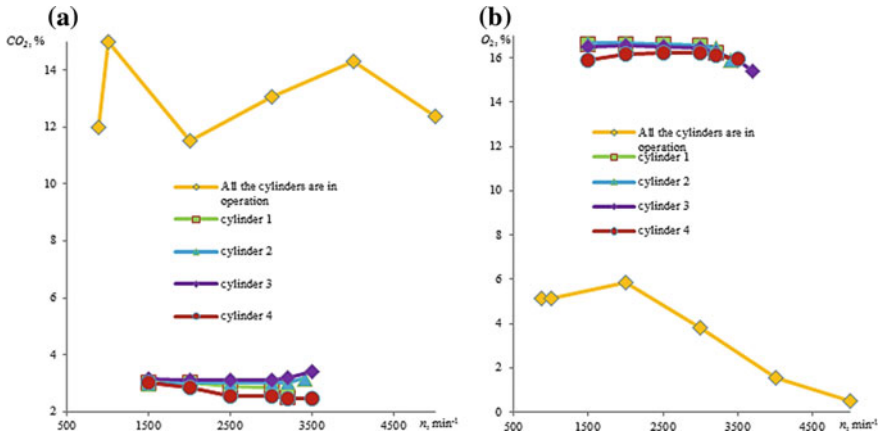 (a)
CO2, %
14
12
10
8
6
4
2
500
1500
2500
3500
4500
n, min-1
All the cylinders are in
operation
cylinder 1
cylinder 2
cylinder 3
cylinder 4
(b)
O2, %
16
14
12
10
8
6
4
2
0
500
1500
2500
3500
4500
n, min-1
All the cylinders are in
operation
cylinder 1
cylinder 2
cylinder 3
cylinder 4